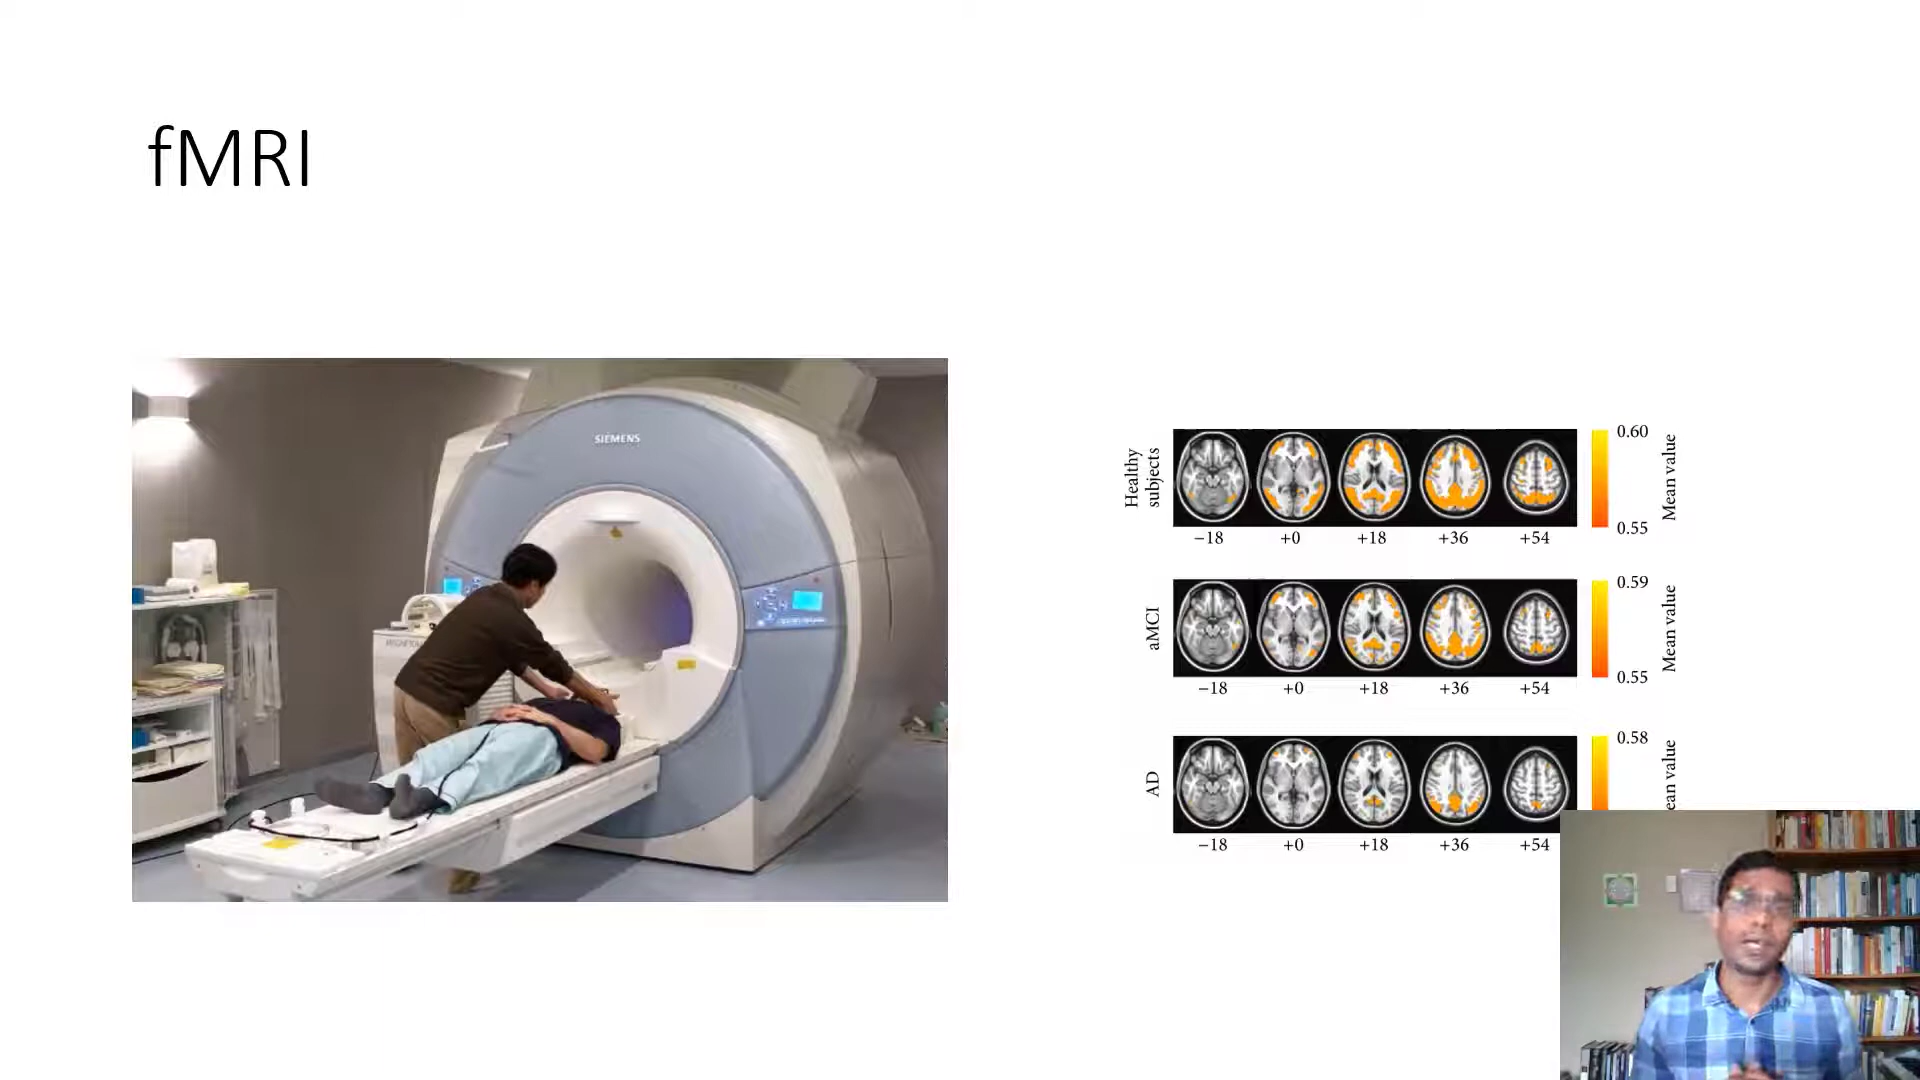 fMRI
SIEMENS
Healthy
subjects
0.60
Mean value
0.55
−18 +0 +18 +36 +54
aMCI
0.59
Mean value
0.55
−18 +0 +18 +36 +54
AD
0.58
ean value
−18 +0 +18 +36 +54